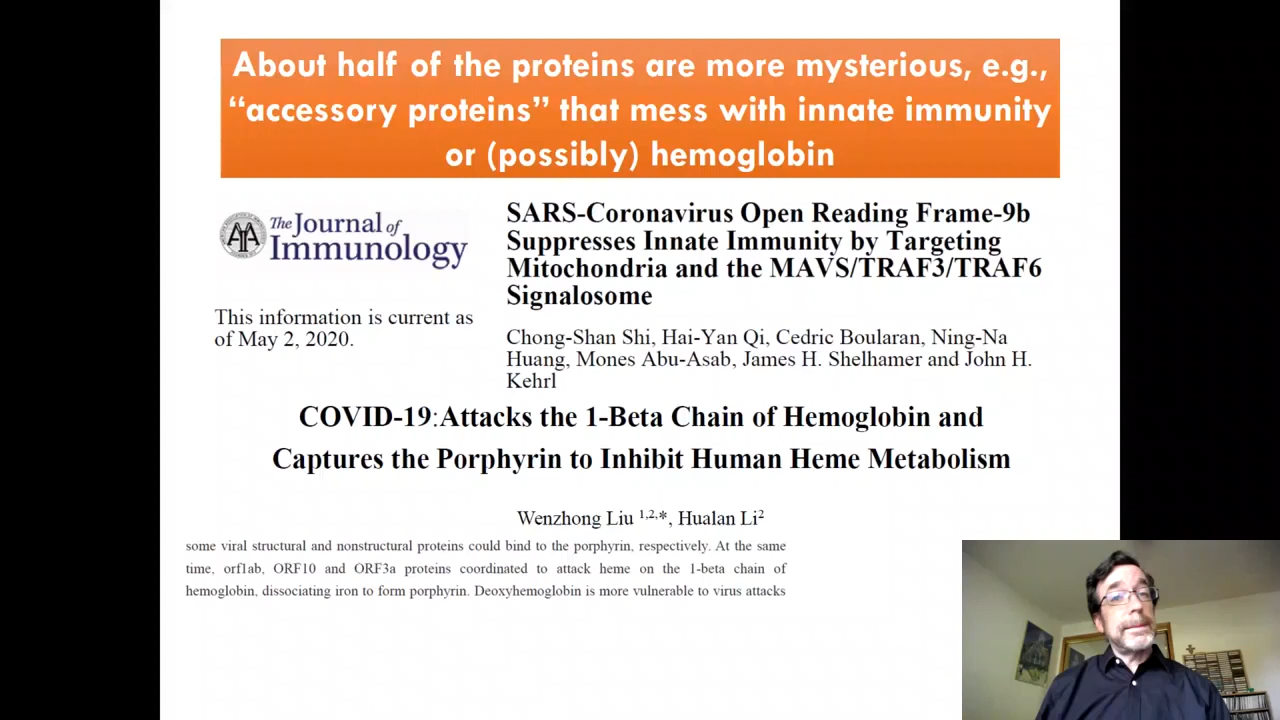 About half of the proteins are more mysterious, e.g.,
“accessory proteins” that mess with innate immunity
or (possibly) hemoglobin
The Journal of
Immunology
This information is current as
of May 2, 2020.
SARS-Coronavirus Open Reading Frame-9b
Suppresses Innate Immunity by Targeting
Mitochondria and the MAVS/TRAF3/TRAF6
Signalosome
Chong-Shan Shi, Hai-Yan Qi, Cedric Boularan, Ning-Na
Huang, Mones Abu-Asab, James H. Shelhamer and John H.
Kehrl
COVID-19:Attacks the 1-Beta Chain of Hemoglobin and
Captures the Porphyrin to Inhibit Human Heme Metabolism
Wenzhong Liu 1,2,*, Hualan Li2
some viral structural and nonstructural proteins could bind to the porphyrin, respectively. At the same
time, orf1ab, ORF10 and ORF3a proteins coordinated to attack heme on the 1-beta chain of
hemoglobin, dissociating iron to form porphyrin. Deoxyhemoglobin is more vulnerable to virus attacks